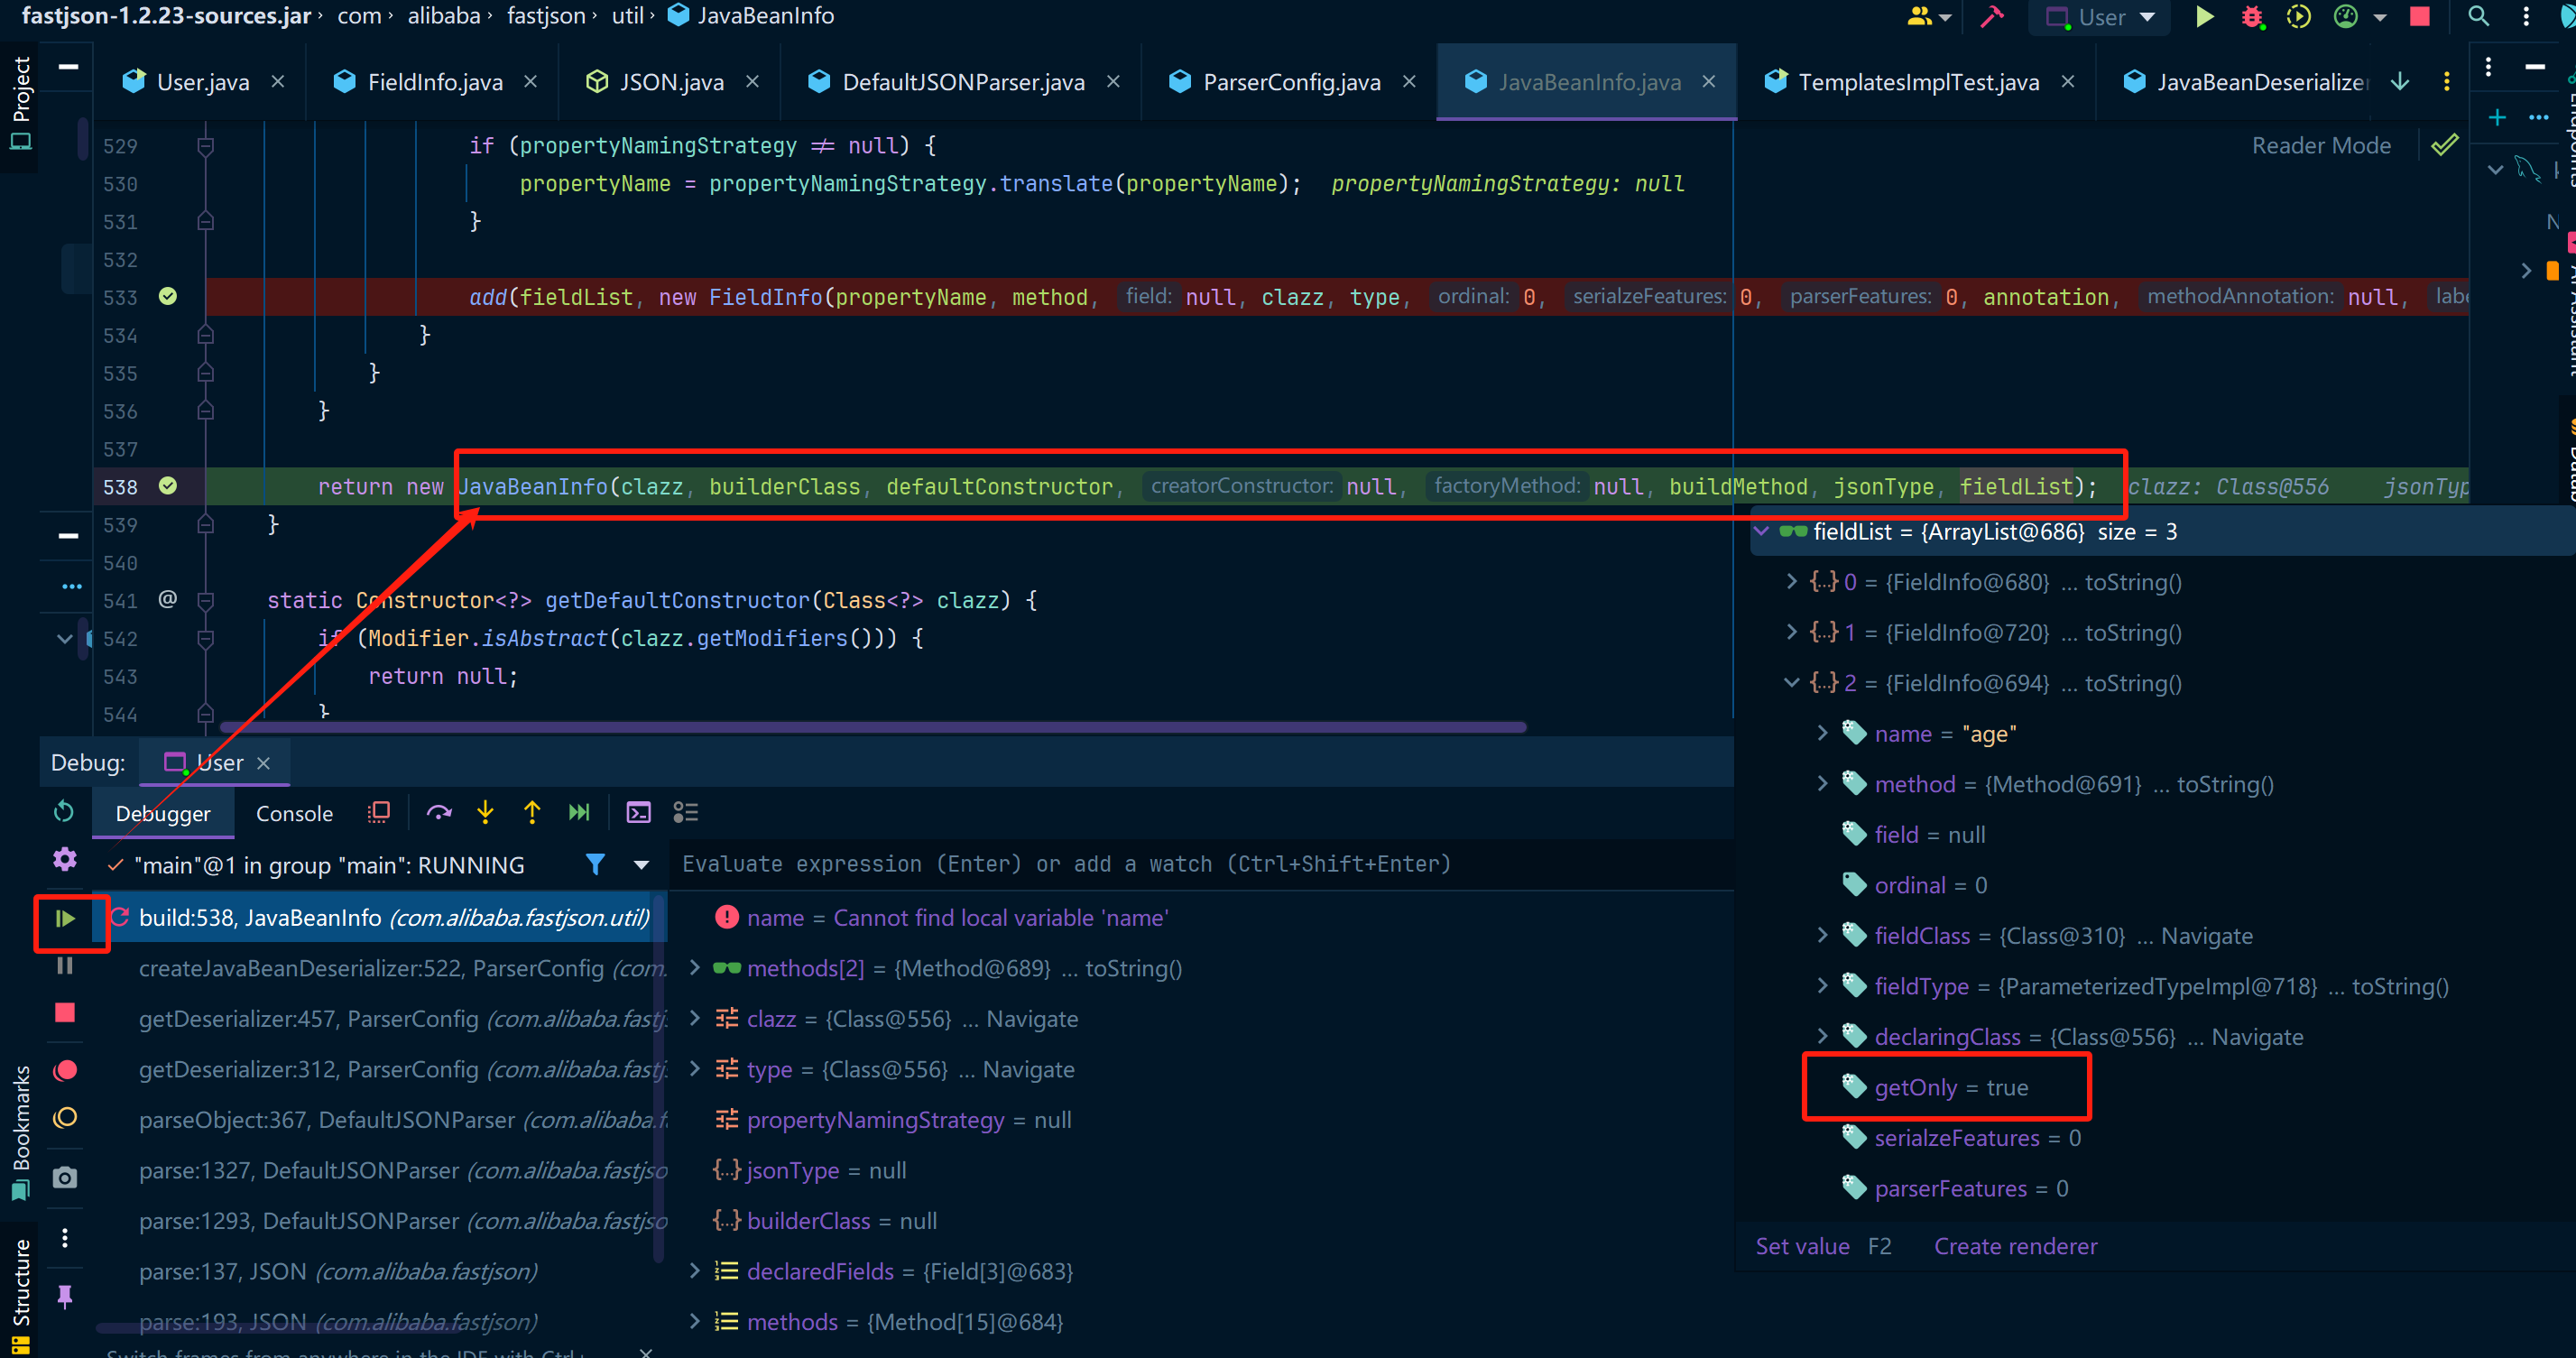 fastjson-1.2.23-sources.jar › com › alibaba › fastjson › util › JavaBeanInfo
User
Project
User.java
FieldInfo.java
JSON.java
DefaultJSONParser.java
ParserConfig.java
JavaBeanInfo.java
TemplatesImplTest.java
JavaBeanDeserializer
Reader Mode
529 if (propertyNamingStrategy != null) {
530 propertyName = propertyNamingStrategy.translate(propertyName); propertyNamingStrategy: null
531 }
532
533 add(fieldList, new FieldInfo(propertyName, method, field: null, clazz, type, ordinal: 0, serialzeFeatures: 0, parserFeatures: 0, annotation, methodAnnotation: null, labe
534 }
535 }
536 }
537
538 return new JavaBeanInfo(clazz, builderClass, defaultConstructor, creatorConstructor: null, factoryMethod: null, buildMethod, jsonType, fieldList); clazz: Class@556 jsonTyp
539 }
540
541 @ static Constructor<?> getDefaultConstructor(Class<?> clazz) {
542 if (Modifier.isAbstract(clazz.getModifiers())) {
543 return null;
544 }
fieldList = {ArrayList@686} size = 3
0 = {FieldInfo@680} ... toString()
1 = {FieldInfo@720} ... toString()
2 = {FieldInfo@694} ... toString()
name = "age"
method = {Method@691} ... toString()
field = null
ordinal = 0
fieldClass = {Class@310} ... Navigate
fieldType = {ParameterizedTypeImpl@718} ... toString()
declaringClass = {Class@556} ... Navigate
getOnly = true
serialzeFeatures = 0
parserFeatures = 0
Set value F2 Create renderer
Debug: User
Debugger Console
"main"@1 in group "main": RUNNING
Evaluate expression (Enter) or add a watch (Ctrl+Shift+Enter)
build:538, JavaBeanInfo (com.alibaba.fastjson.util)
createJavaBeanDeserializer:522, ParserConfig (com.
getDeserializer:457, ParserConfig (com.alibaba.fastj
getDeserializer:312, ParserConfig (com.alibaba.fastj
parseObject:367, DefaultJSONParser (com.alibaba.f
parse:1327, DefaultJSONParser (com.alibaba.fastjso
parse:1293, DefaultJSONParser (com.alibaba.fastjso
parse:137, JSON (com.alibaba.fastjson)
parse:193, JSON (com.alibaba.fastjson)
Switch frames from anywhere in the IDE with Ctrl+
name = Cannot find local variable 'name'
methods[2] = {Method@689} ... toString()
clazz = {Class@556} ... Navigate
type = {Class@556} ... Navigate
propertyNamingStrategy = null
jsonType = null
builderClass = null
declaredFields = {Field[3]@683}
methods = {Method[15]@684}
Bookmarks
Structure